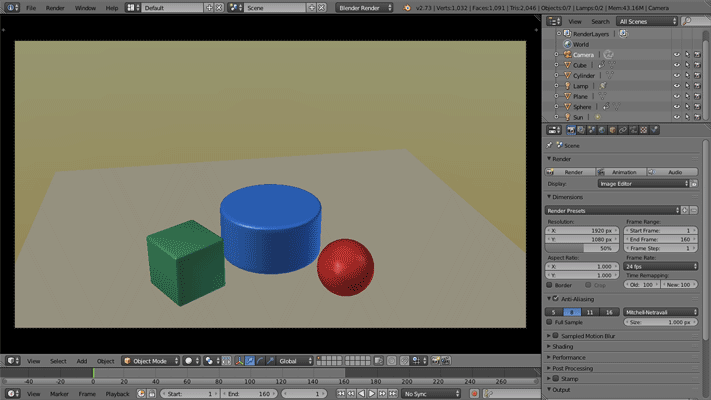 File Render Window Help Default Scene Blender Render v2.73 | Verts:1,032 | Faces:1,091 | Tris:2,046 | Objects:0/7 | Lamps:0/2 | Mem:43.16M | Camera
View Search All Scenes
RenderLayers
World
Camera
Cube
Cylinder
Lamp
Plane
Sphere
Sun
Scene
Render
Render Animation Audio
Display: Image Editor
Dimensions
Render Presets
Resolution: Frame Range:
X: 1920 px Start Frame: 1
Y: 1080 px End Frame: 160
50% Frame Step: 1
Aspect Ratio: Frame Rate:
X: 1.000 24 fps
Y: 1.000 Time Remapping:
Border Crop Old: 100 New: 100
Anti-Aliasing
5 8 11 16 Mitchell-Netravali
Full Sample Size: 1.000 px
Sampled Motion Blur
Shading
Performance
Post Processing
Stamp
Output
View Select Add Object Object Mode Global
-40 -20 0 20 40 60 80 100 120 140 160 180 200 220 240 260
View Marker Frame Playback Start: 1 End: 160 1 No Sync